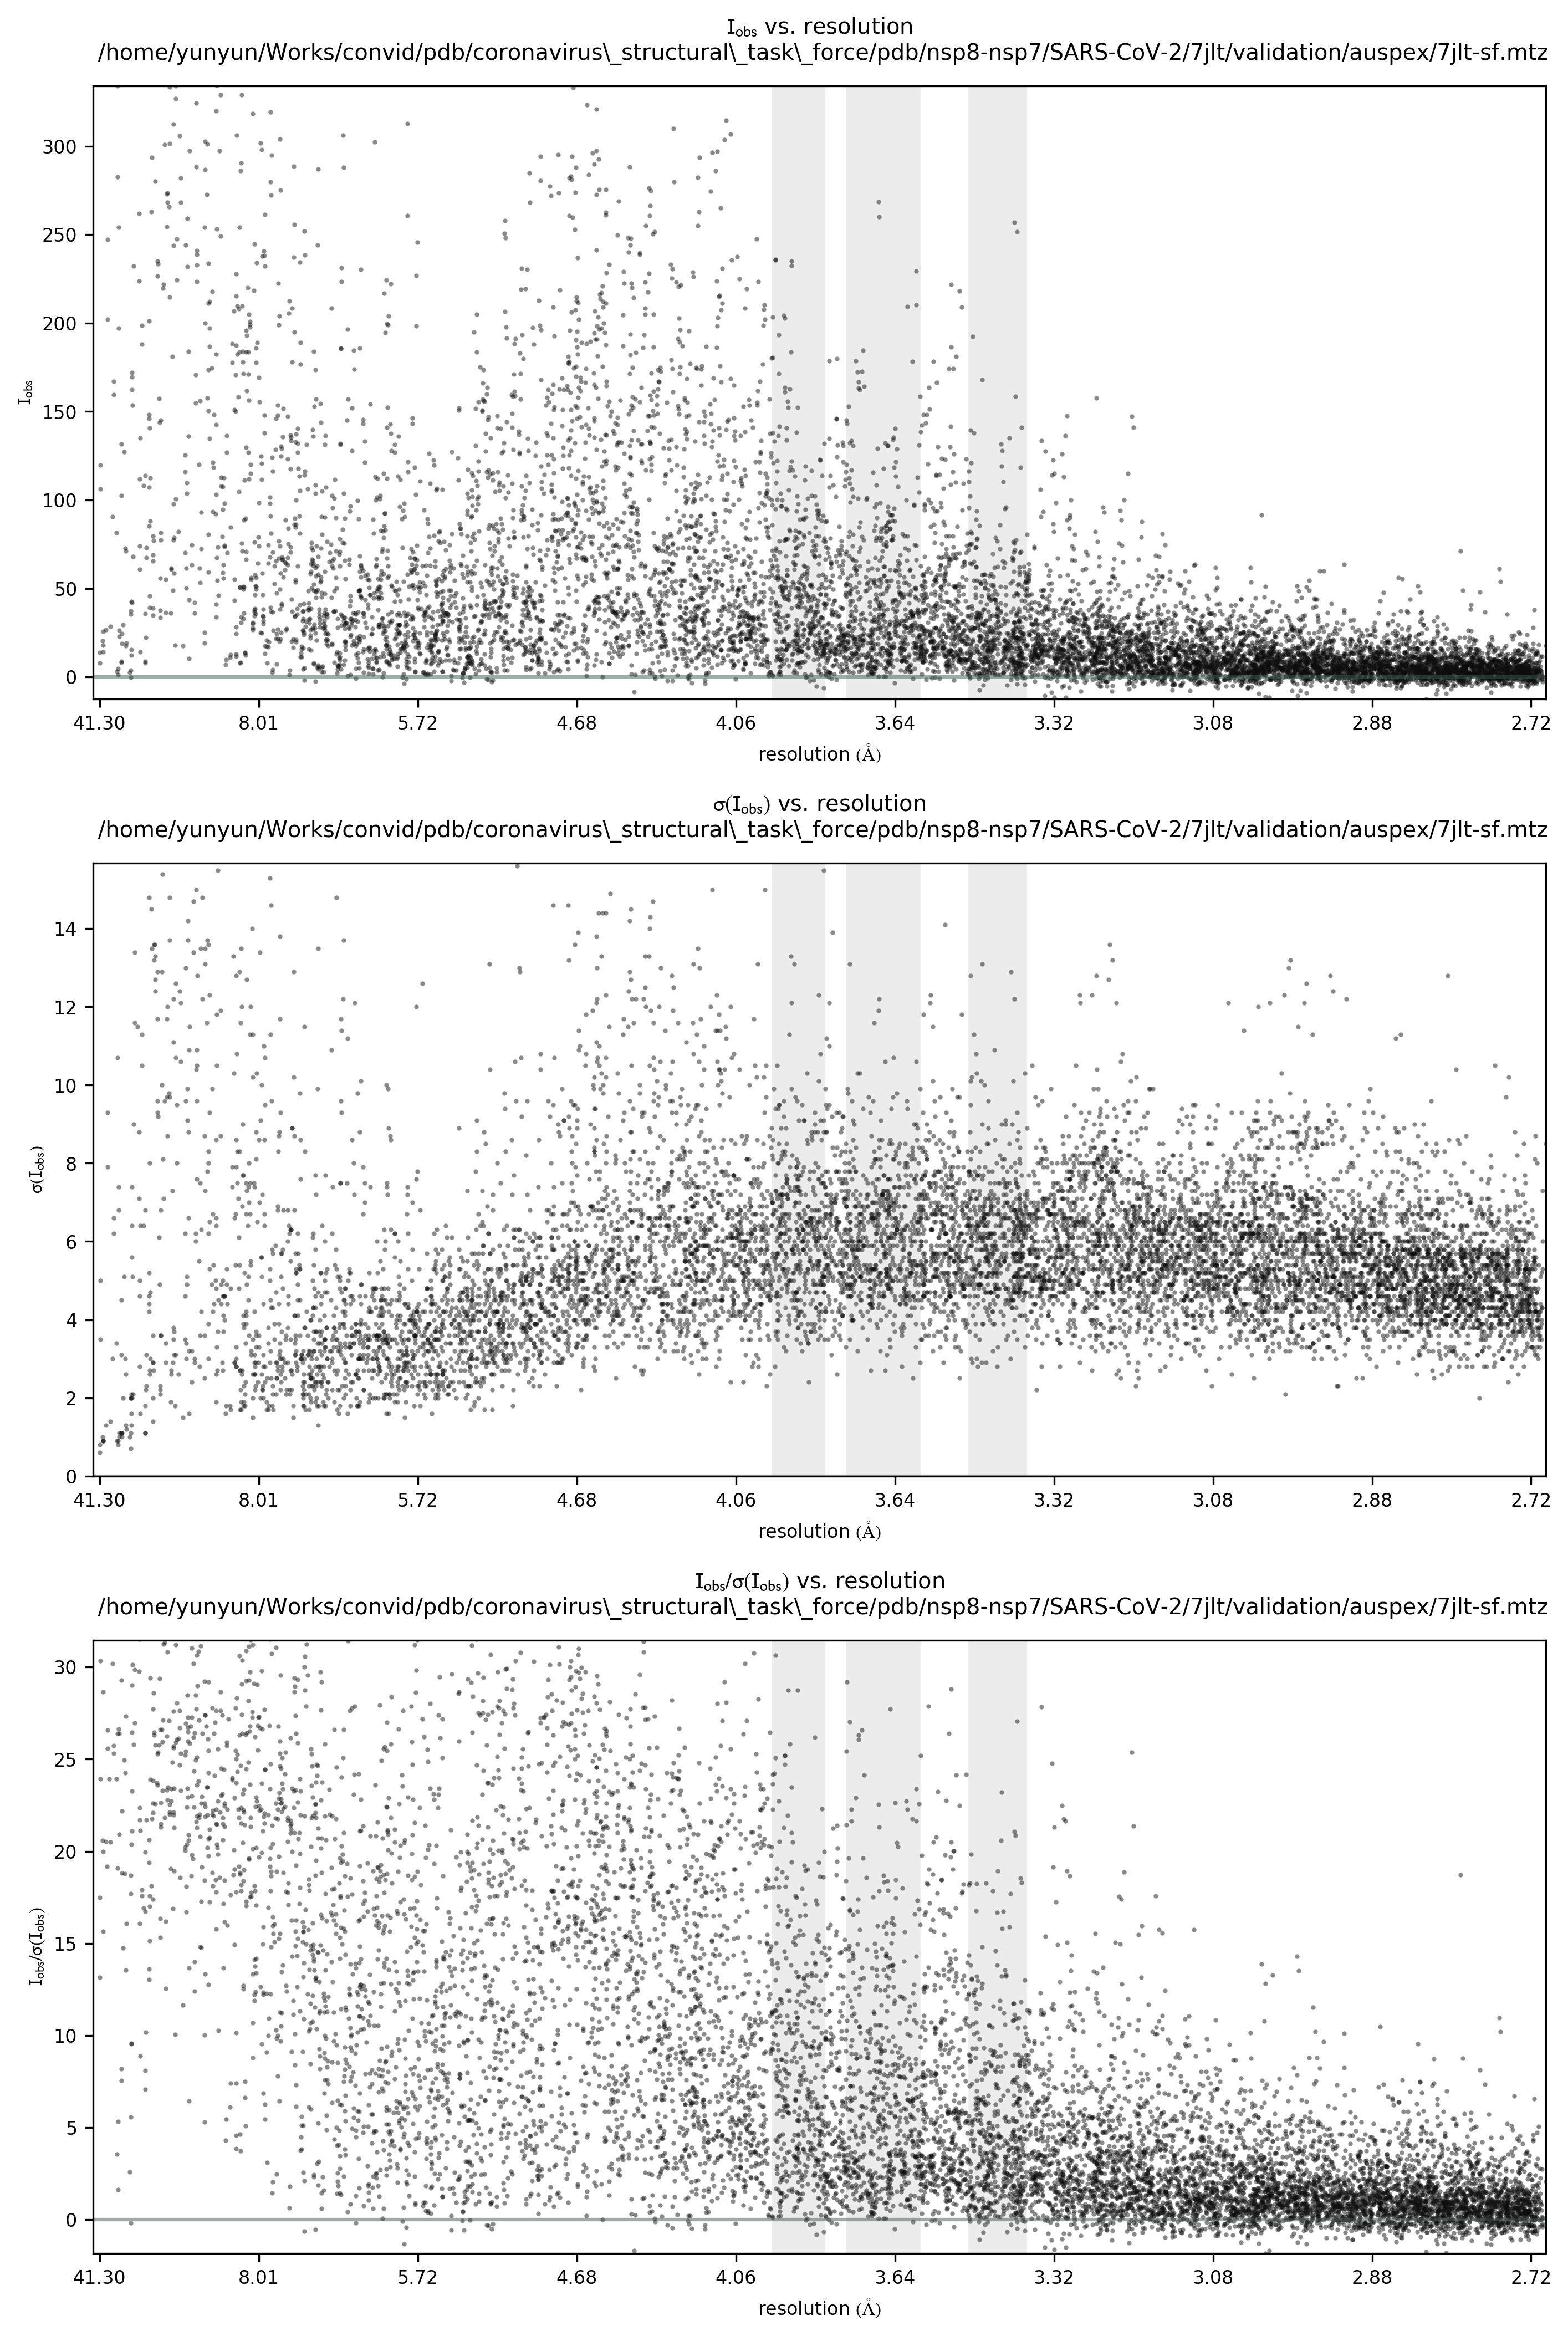 Iobs vs. resolution
/home/yunyun/Works/convid/pdb/coronavirus\_structural\_task\_force/pdb/nsp8-nsp7/SARS-CoV-2/7jlt/validation/auspex/7jlt-sf.mtz
300
250
200
150
100
50
0
Iobs
41.30 8.01 5.72 4.68 4.06 3.64 3.32 3.08 2.88 2.72
resolution (Å)
σ(Iobs) vs. resolution
/home/yunyun/Works/convid/pdb/coronavirus\_structural\_task\_force/pdb/nsp8-nsp7/SARS-CoV-2/7jlt/validation/auspex/7jlt-sf.mtz
14
12
10
8
6
4
2
0
σ(Iobs)
41.30 8.01 5.72 4.68 4.06 3.64 3.32 3.08 2.88 2.72
resolution (Å)
Iobs/σ(Iobs) vs. resolution
/home/yunyun/Works/convid/pdb/coronavirus\_structural\_task\_force/pdb/nsp8-nsp7/SARS-CoV-2/7jlt/validation/auspex/7jlt-sf.mtz
30
25
20
15
10
5
0
Iobs/σ(Iobs)
41.30 8.01 5.72 4.68 4.06 3.64 3.32 3.08 2.88 2.72
resolution (Å)